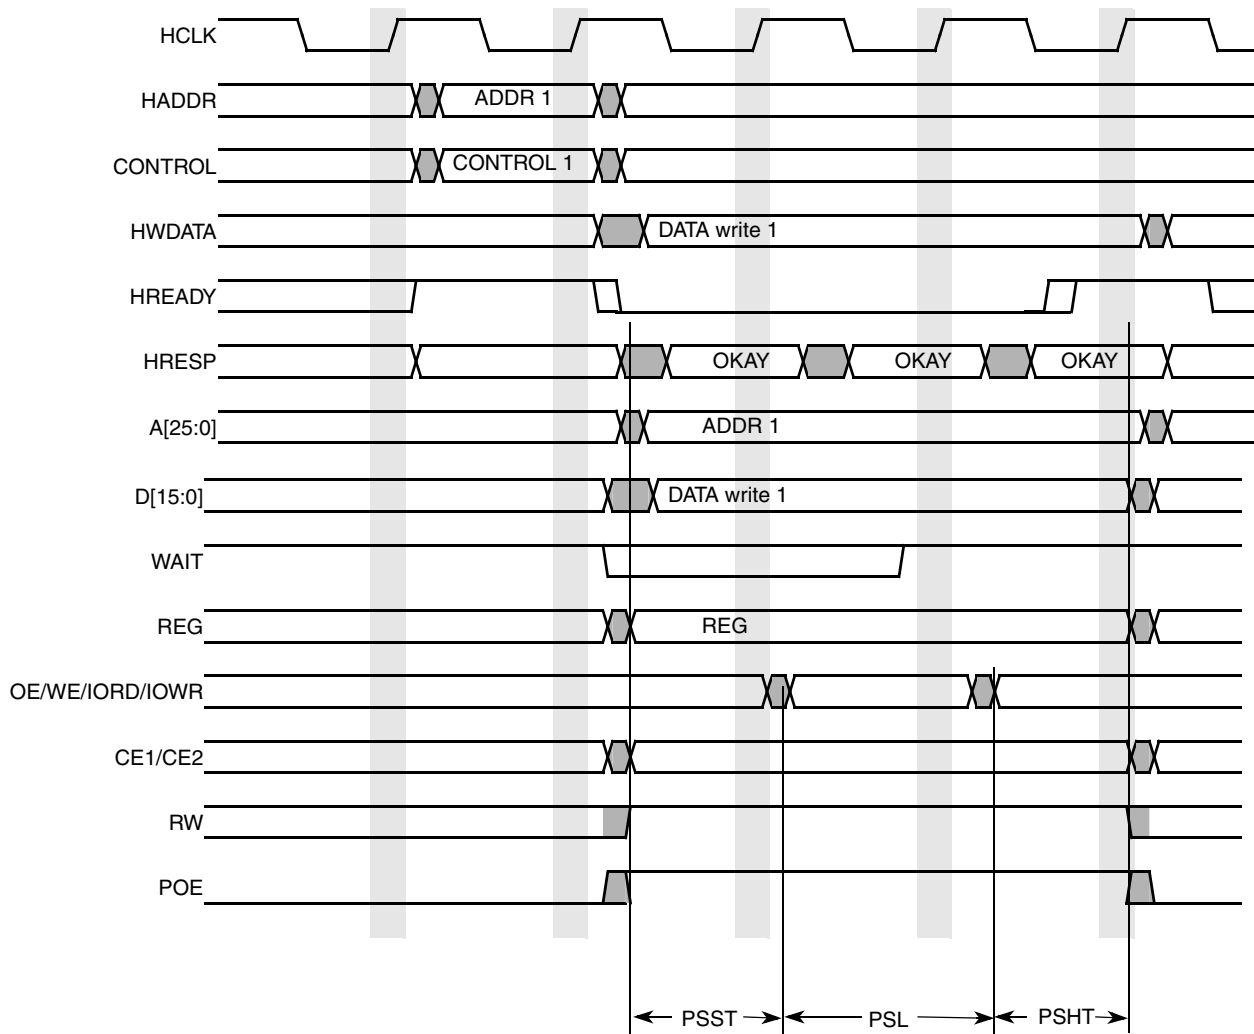 HCLK
HADDR
ADDR 1
CONTROL
CONTROL 1
HWDATA
DATA write 1
HREADY
HRESP
OKAY
OKAY
OKAY
A[25:0]
ADDR 1
D[15:0]
DATA write 1
WAIT
REG
REG
OE/WE/IORD/IOWR
CE1/CE2
RW
POE
PSST
PSL
PSHT